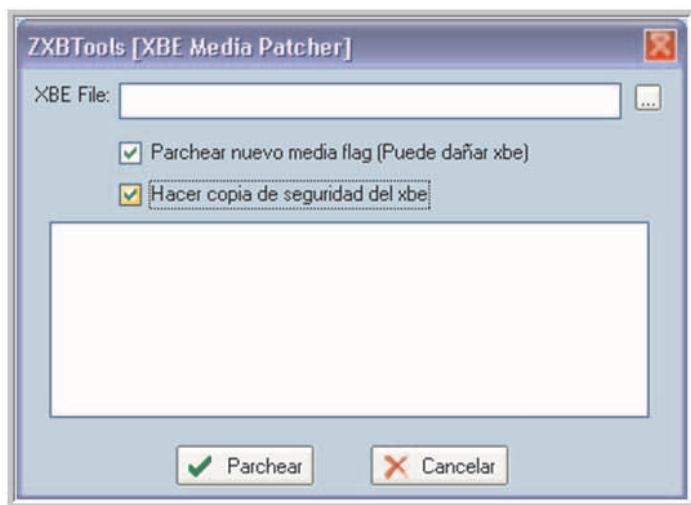 ZXBTools [XBE Media Patcher]
XBE File:
...
Parchear nuevo media flag (Puede dañar xbe)
Hacer copia de seguridad del xbe
Parchear Cancelar